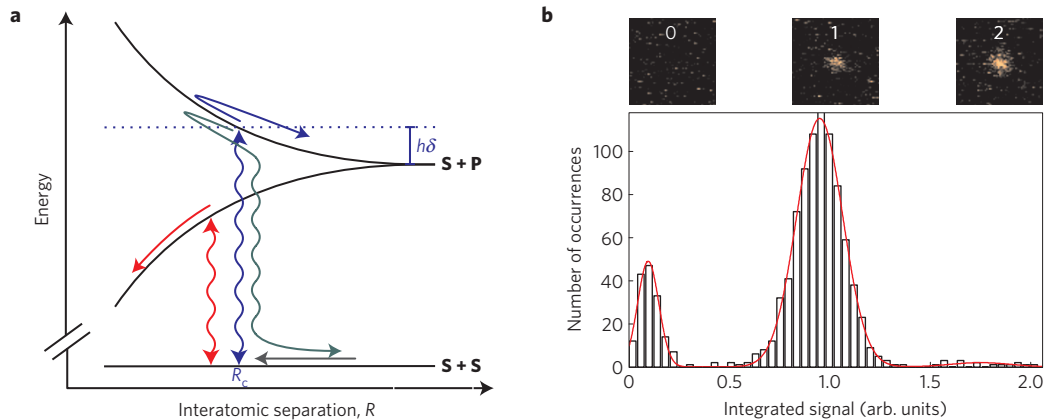 a
Energy
hδ
S + P
S + S
R_c
Interatomic separation, R
b
0
1
2
Number of occurrences
100
80
60
40
20
0
0
0.5
1.0
1.5
2.0
Integrated signal (arb. units)